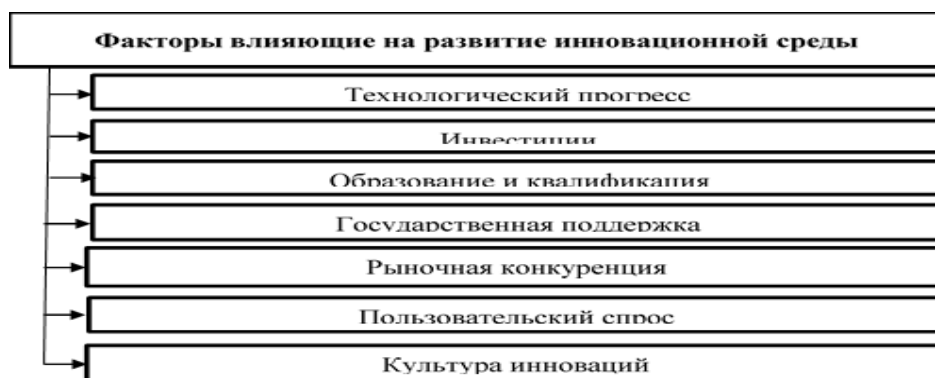 Факторы влияющие на развитие инновационной среды
Технологический прогресс
Инвестиции
Образование и квалификация
Государственная поддержка
Рыночная конкуренция
Пользовательский спрос
Культура инноваций